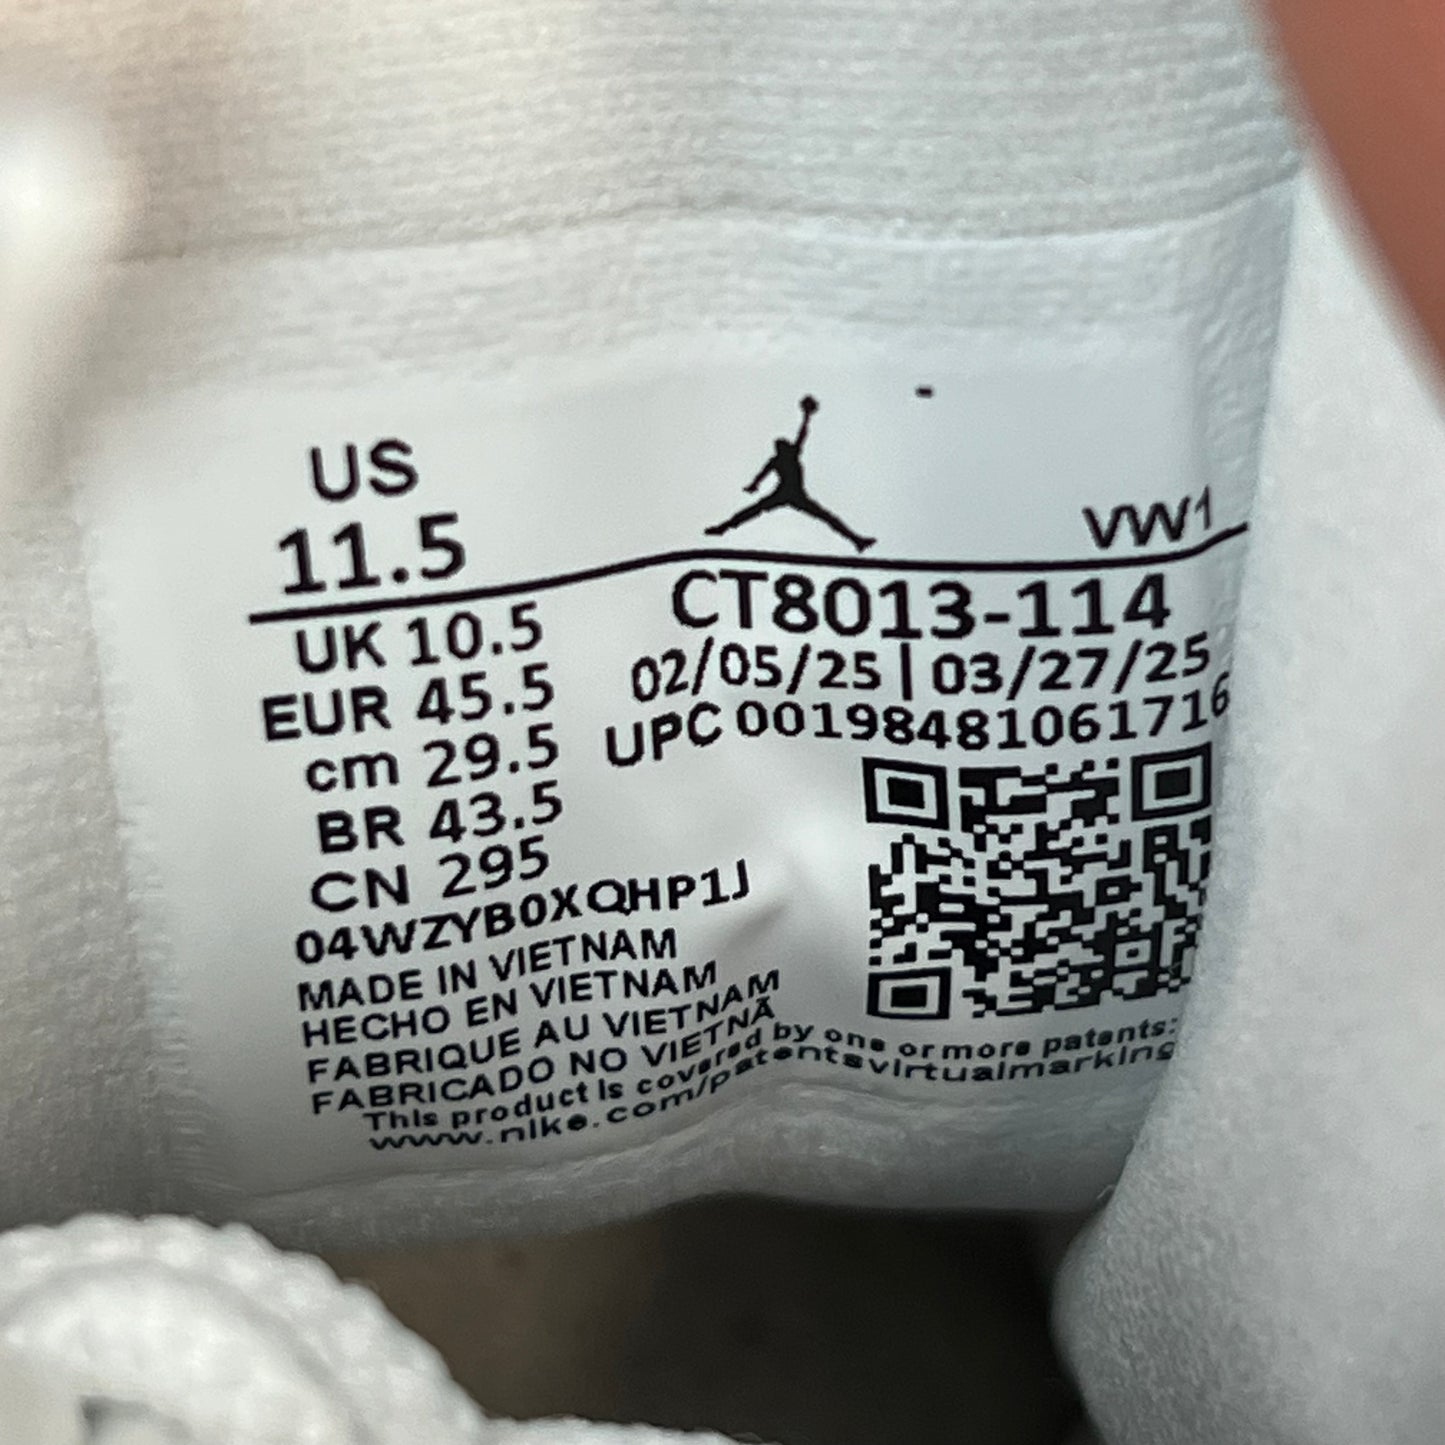 US
11.5
VW1
UK 10.5
EUR 45.5
cm 29.5
BR 43.5
CN 295
CT8013-114
02/05/25 | 03/27/25
UPC 00198481061716
04WZYB0XQHP1J
MADE IN VIETNAM
HECHO EN VIETNAM
FABRIQUE AU VIETNAM
FABRICADO NO VIETNÃ
This product is covered by one or more patents:
www.nike.com/patentsvirtualmarking